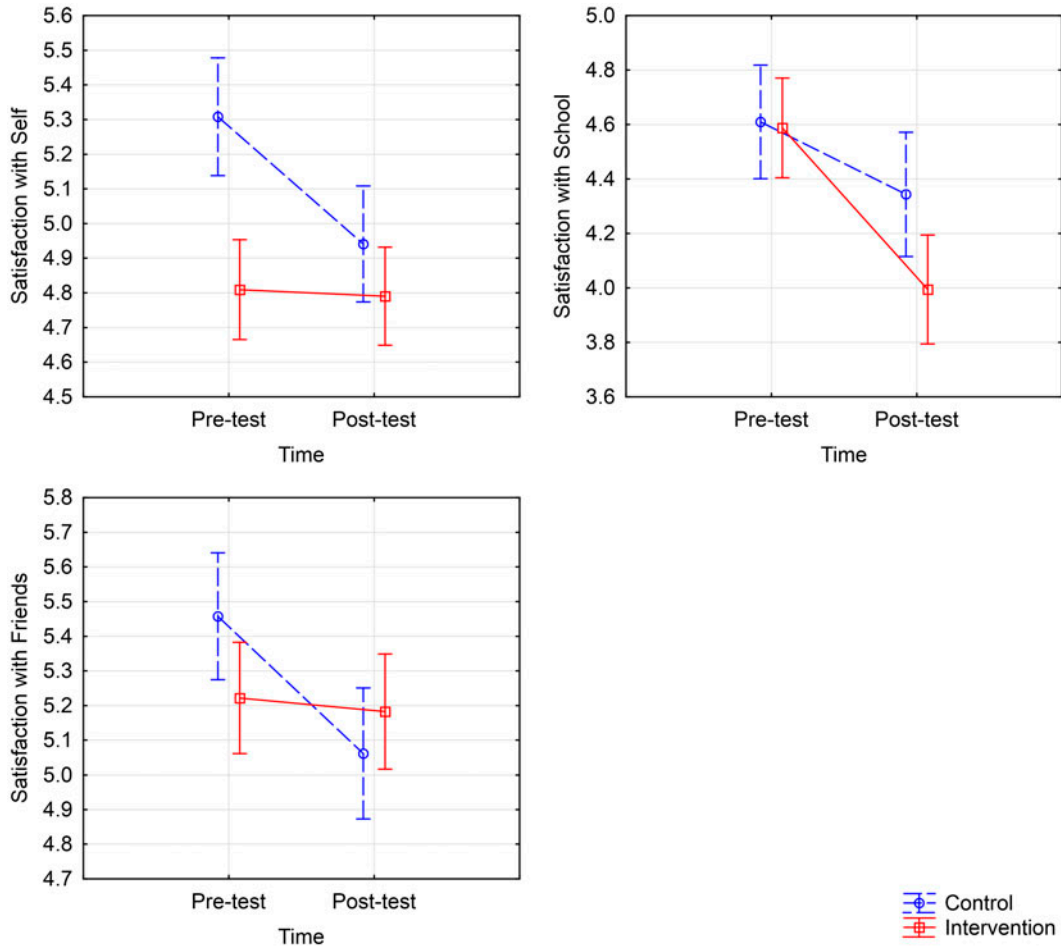 Satisfaction with Self
5.6
5.5
5.4
5.3
5.2
5.1
5.0
4.9
4.8
4.7
4.6
4.5
Pre-test Post-test
Time
Satisfaction with School
5.0
4.8
4.6
4.4
4.2
4.0
3.8
3.6
Pre-test Post-test
Time
Satisfaction with Friends
5.8
5.7
5.6
5.5
5.4
5.3
5.2
5.1
5.0
4.9
4.8
4.7
Pre-test Post-test
Time
Control
Intervention